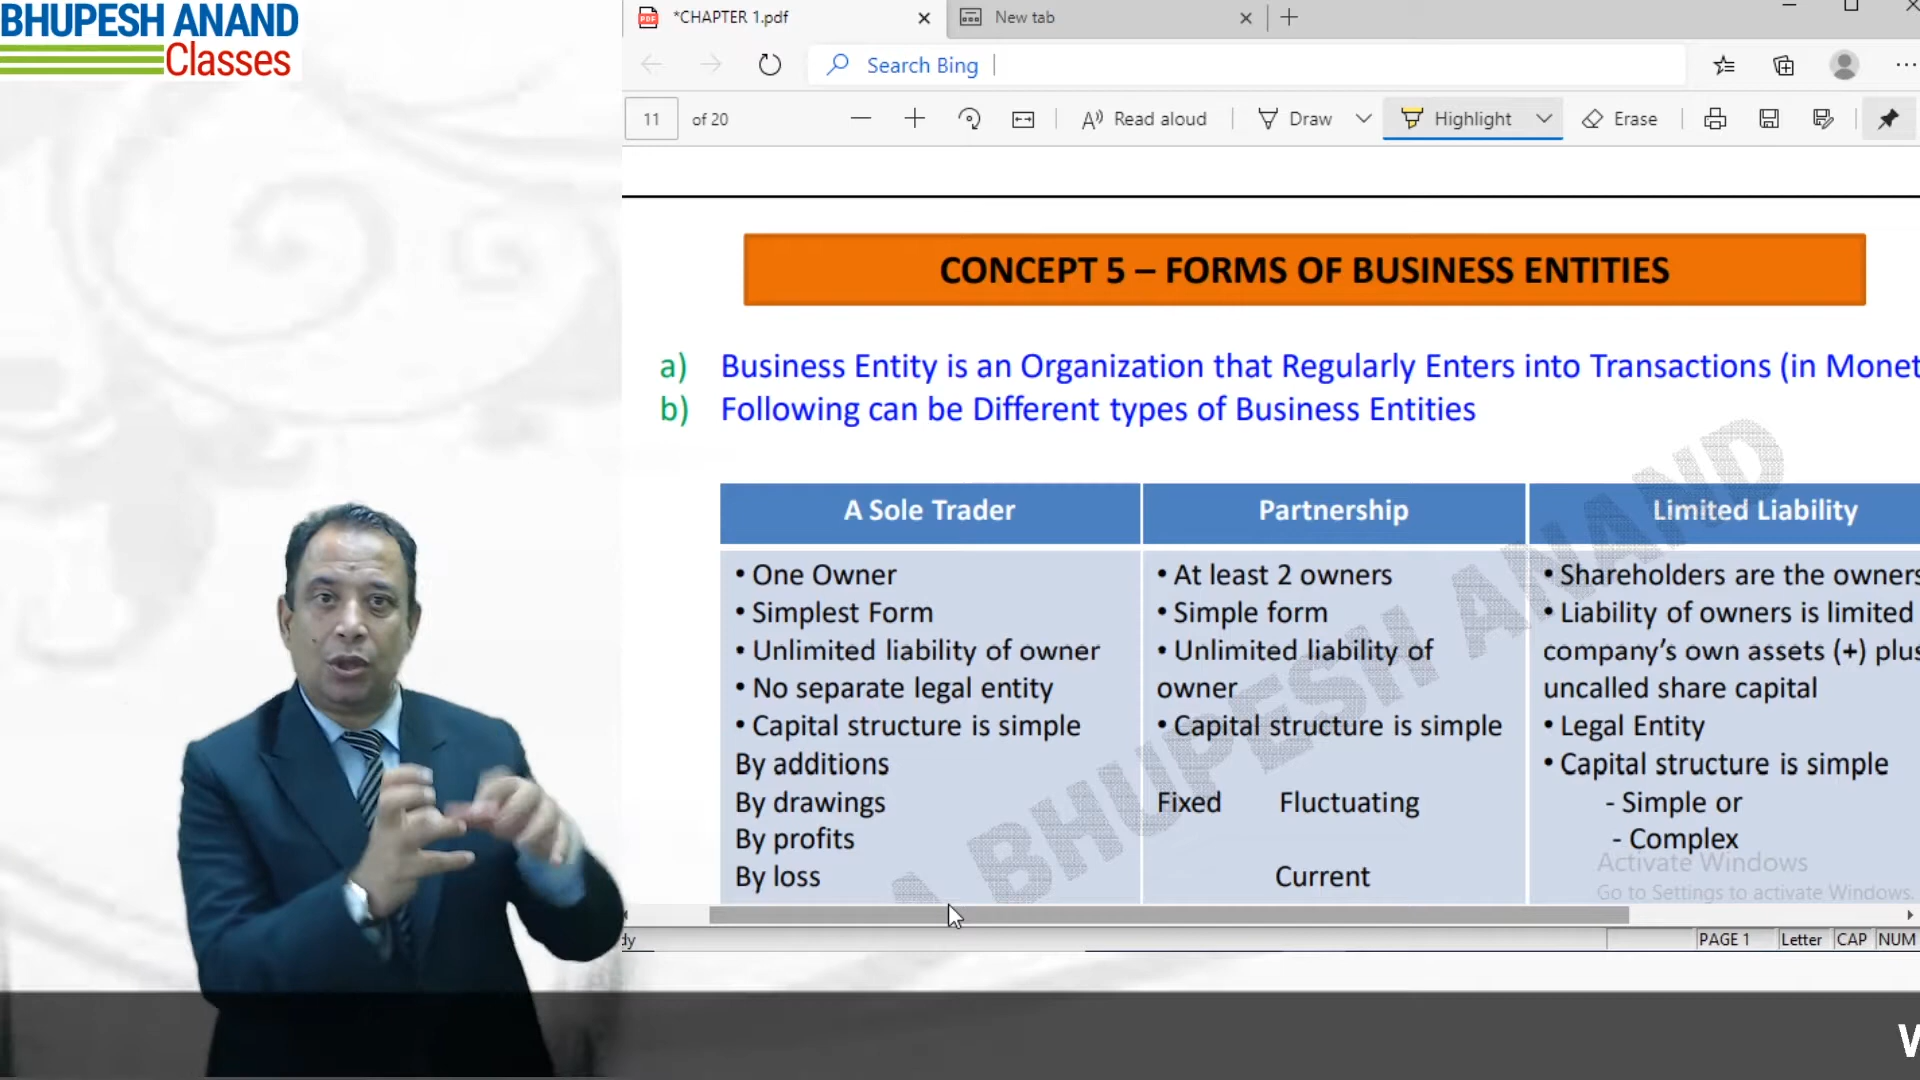 BHUPESH ANAND
Classes
*CHAPTER 1.pdf
New tab
Search Bing
11 of 20
Read aloud
Draw
Highlight
Erase
CONCEPT 5 – FORMS OF BUSINESS ENTITIES
a) Business Entity is an Organization that Regularly Enters into Transactions (in Monet
b) Following can be Different types of Business Entities
A Sole Trader
• One Owner
• Simplest Form
• Unlimited liability of owner
• No separate legal entity
• Capital structure is simple
By additions
By drawings
By profits
By loss
Partnership
• At least 2 owners
• Simple form
• Unlimited liability of
owner
• Capital structure is simple
Fixed Fluctuating
Current
Limited Liability
• Shareholders are the owners
• Liability of owners is limited
company's own assets (+) plus
uncalled share capital
• Legal Entity
• Capital structure is simple
- Simple or
- Complex
A BHUPESH ANAND
Activate Windows
Go to Settings to activate Windows.
dy
PAGE 1 Letter CAP NUM